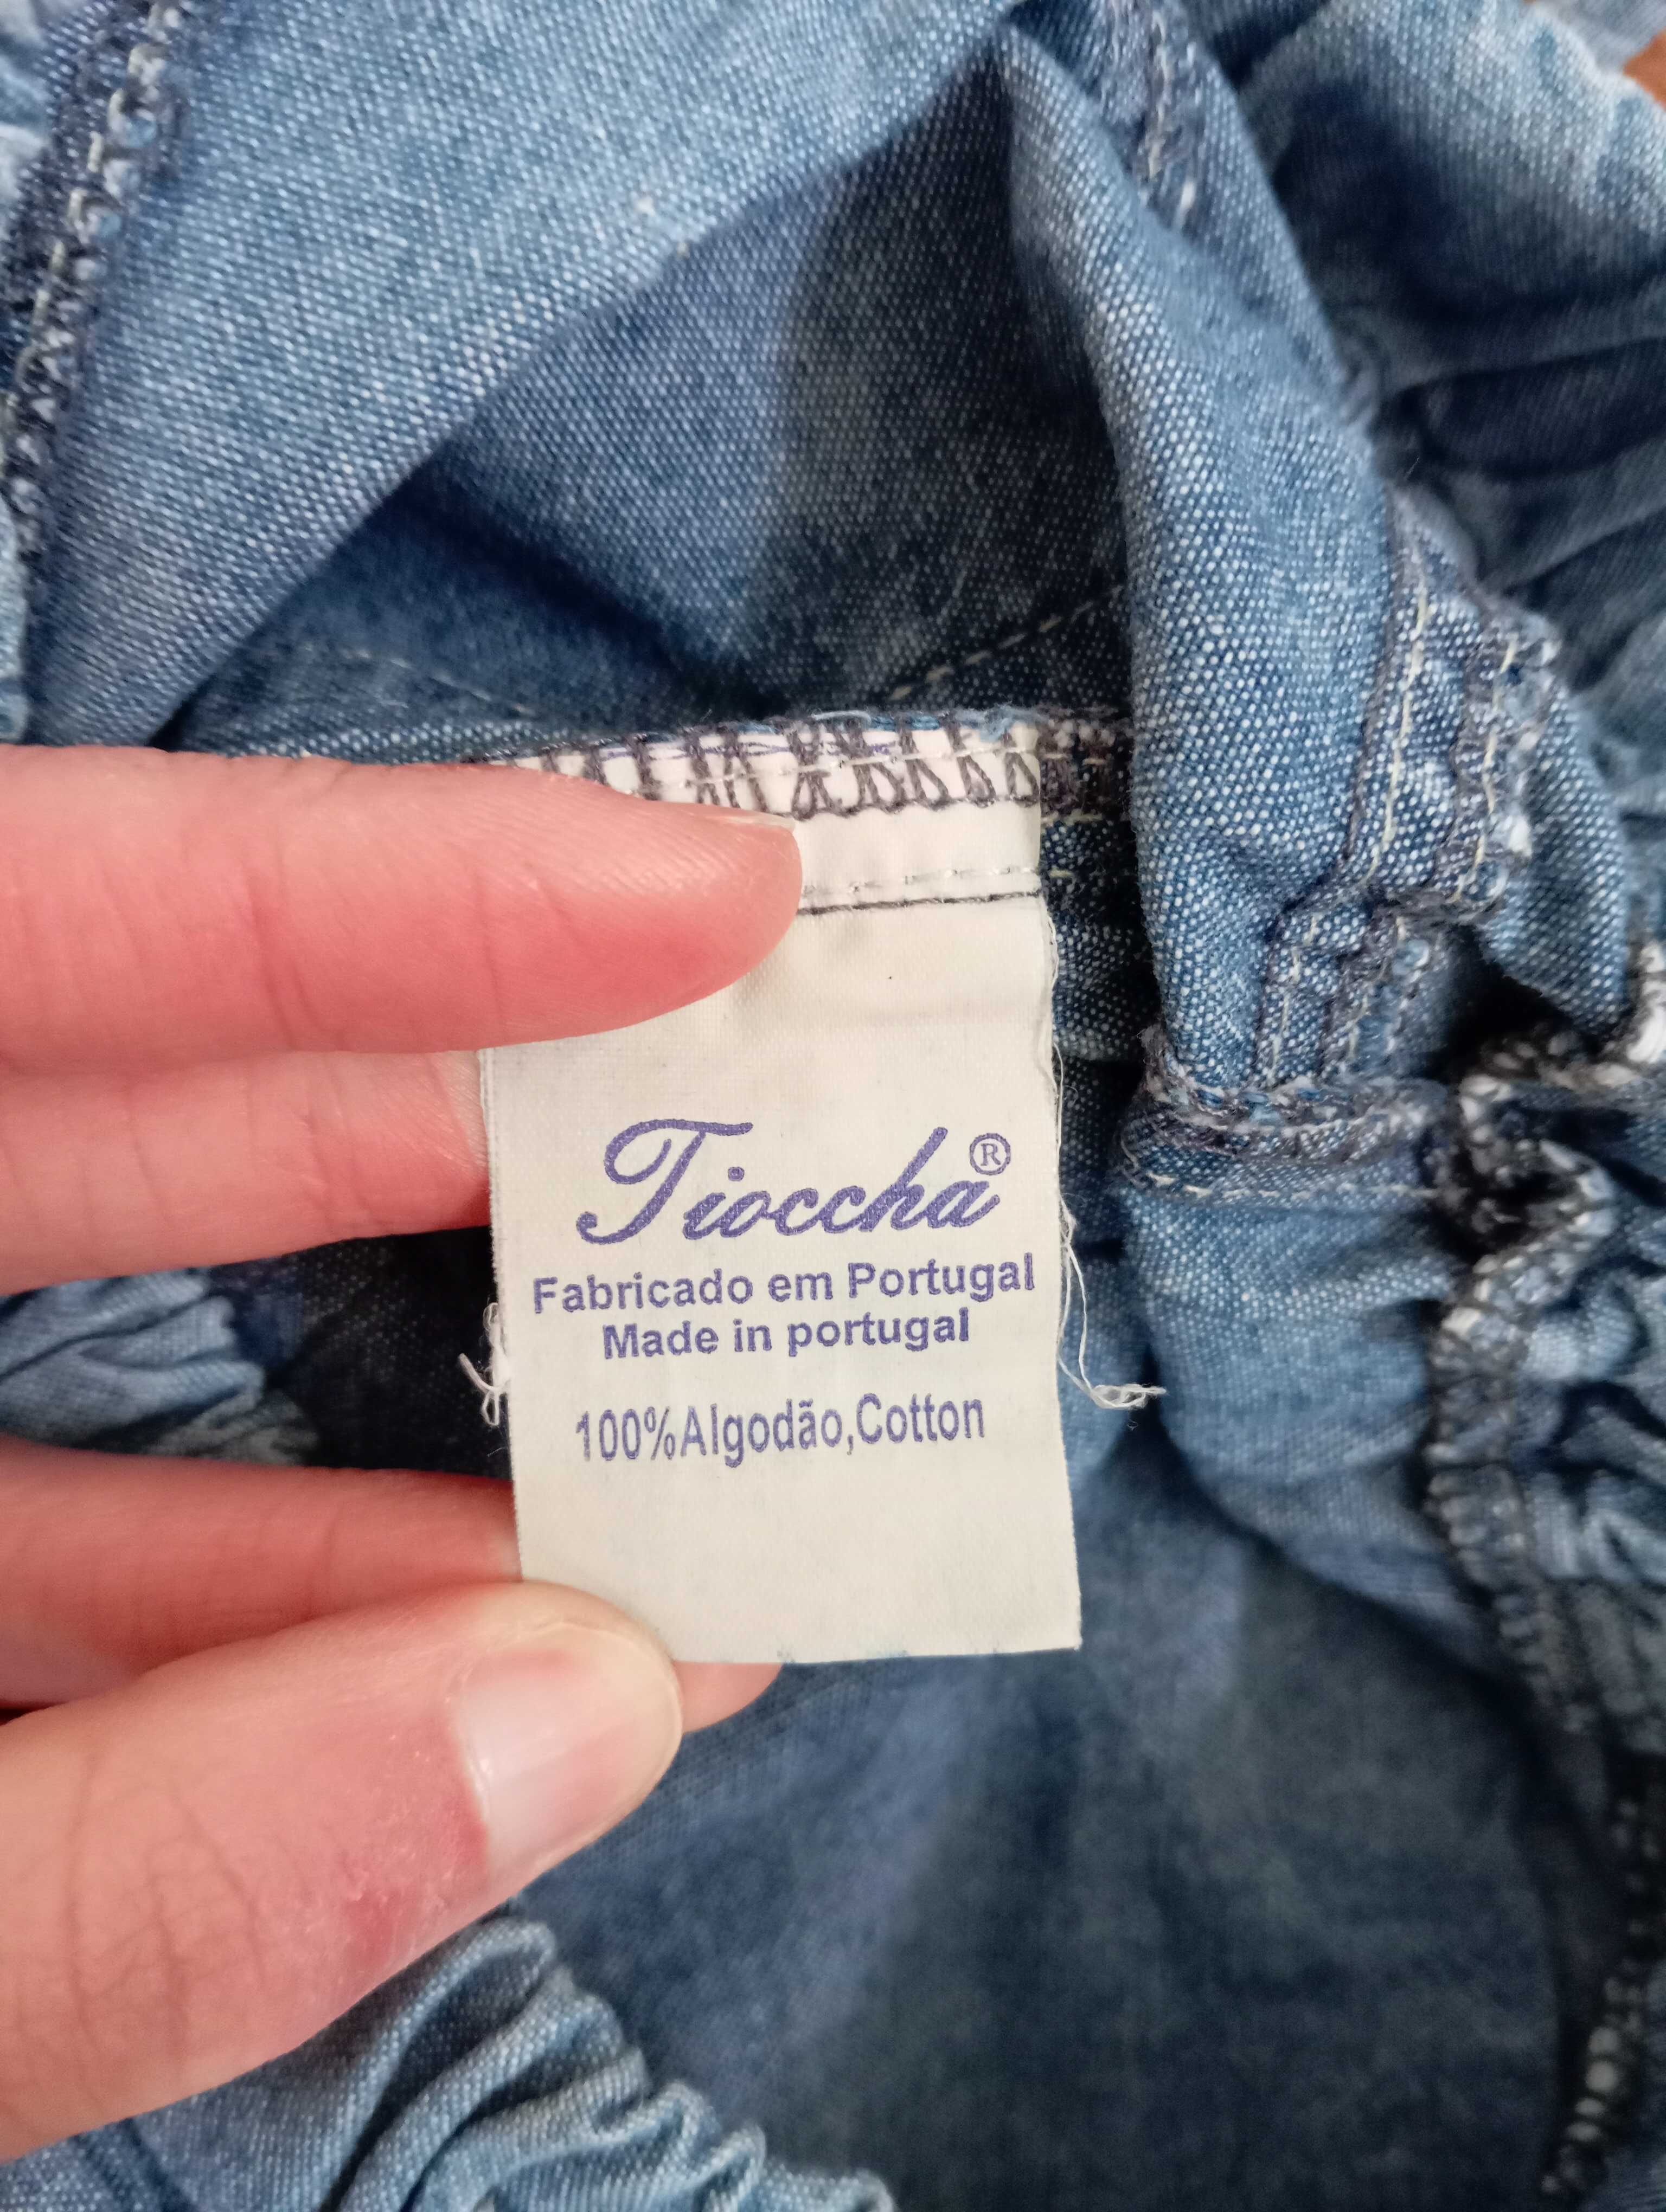 Tioccha®
Fabricado em Portugal
Made in portugal
100%Algodão,Cotton